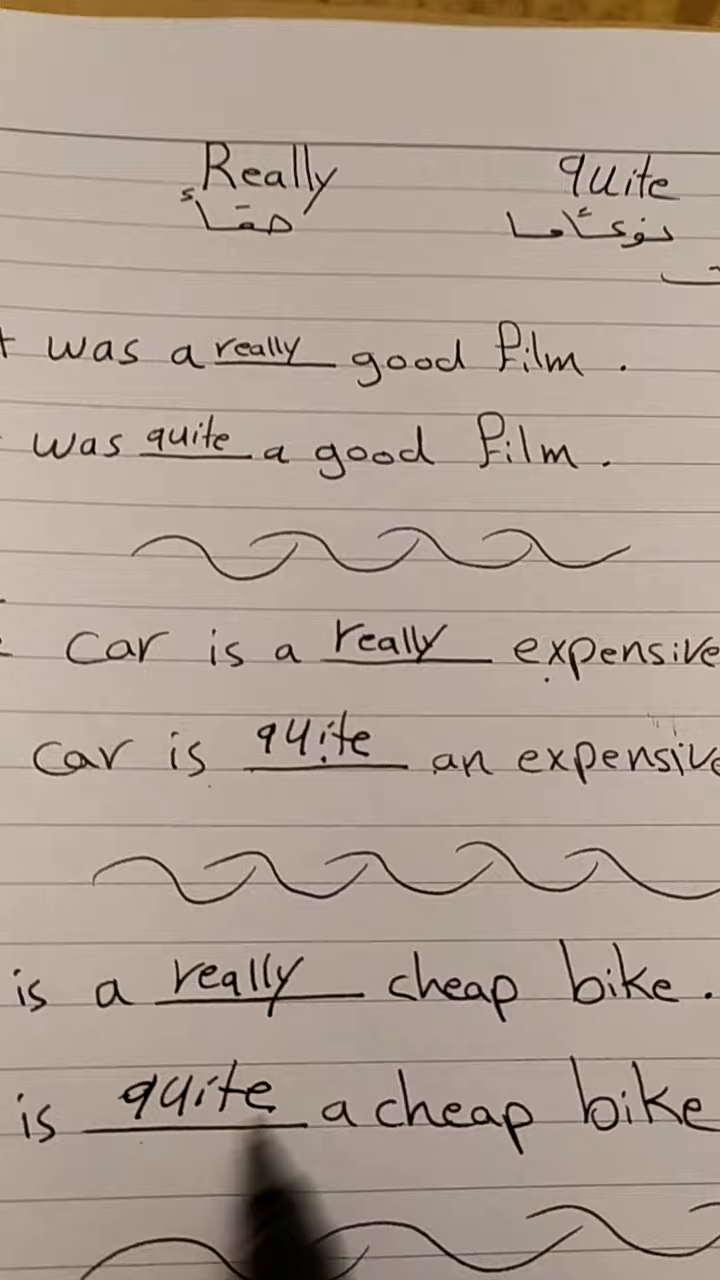 Really quite
حقاً نوعاً ما
was a really good film.
was quite a good film.
car is a really expensive
car is quite an expensive
is a really cheap bike.
is quite a cheap bike